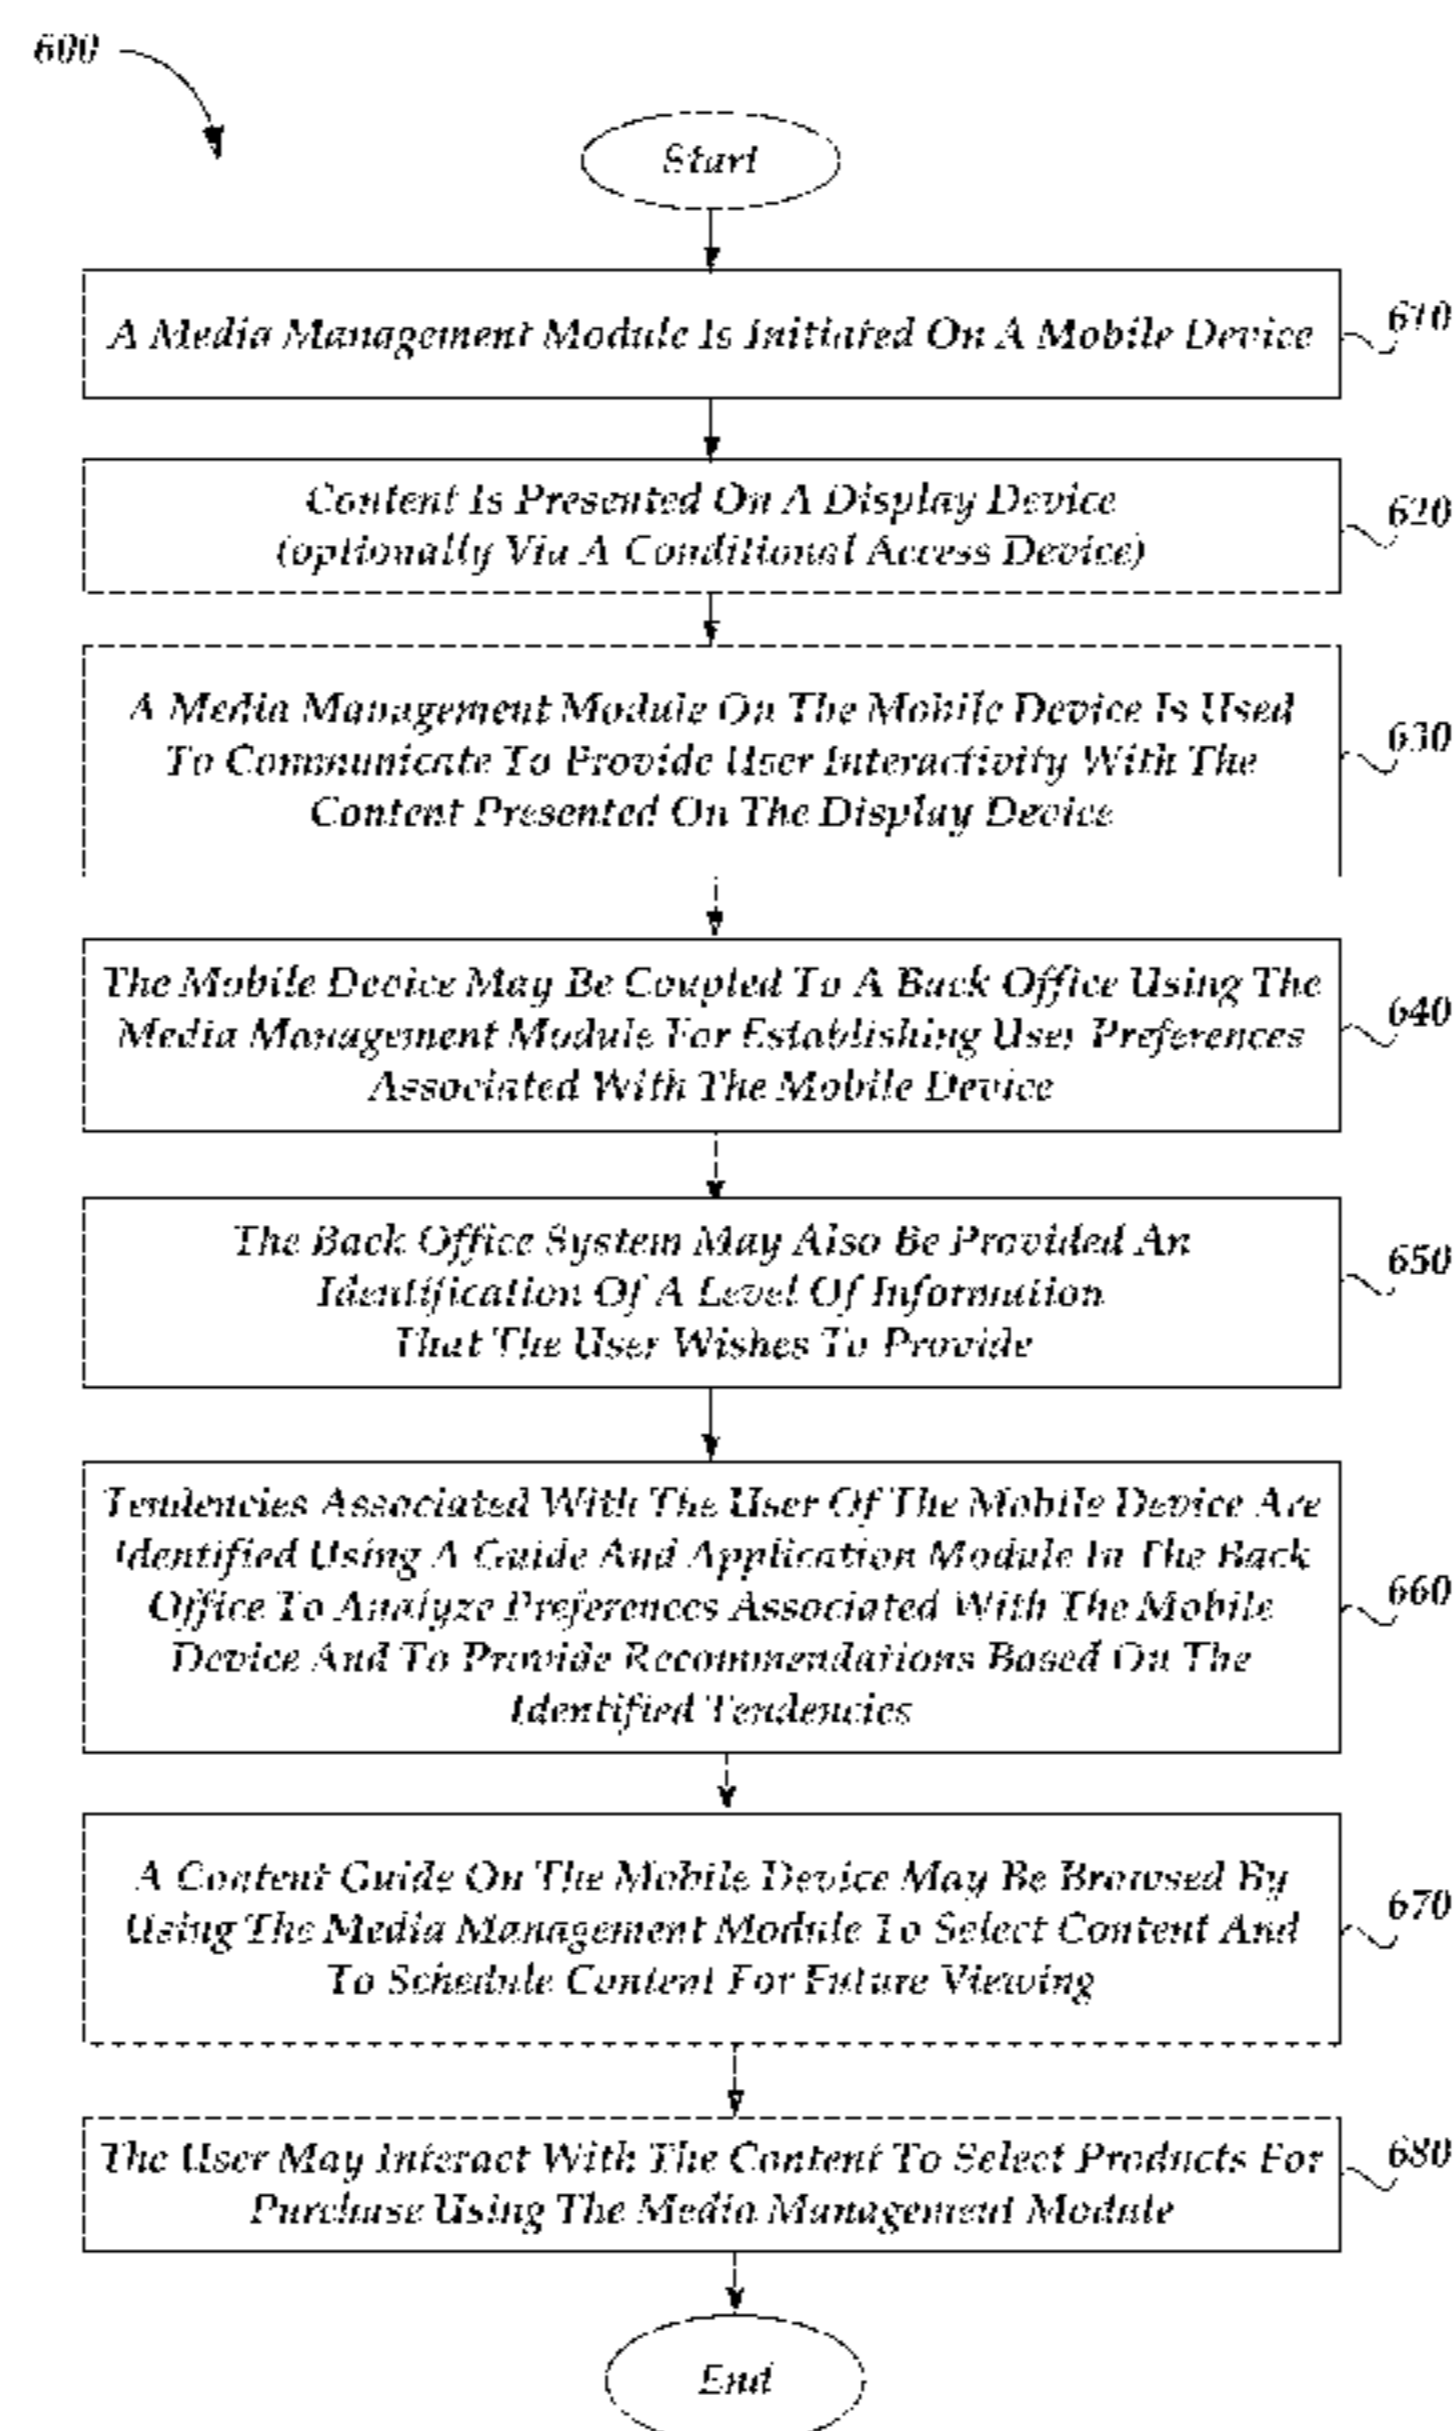 600
Start
A Media Management Module Is Initiated On A Mobile Device
610
Content Is Presented On A Display Device
(optionally Via A Conditional Access Device)
620
A Media Management Module On The Mobile Device Is Used
To Communicate To Provide User Interactivity With The
Content Presented On The Display Device
630
The Mobile Device May Be Coupled To A Back Office Using The
Media Management Module For Establishing User Preferences
Associated With The Mobile Device
640
The Back Office System May Also Be Provided An
Identification Of A Level Of Information
That The User Wishes To Provide
650
Tendencies Associated With The User Of The Mobile Device Are
Identified Using A Guide And Application Module In The Back
Office To Analyze Preferences Associated With The Mobile
Device And To Provide Recommendations Based On The
Identified Tendencies
660
A Content Guide On The Mobile Device May Be Browsed By
Using The Media Management Module To Select Content And
To Schedule Content For Future Viewing
670
The User May Interact With The Content To Select Products For
Purchase Using The Media Management Module
680
End